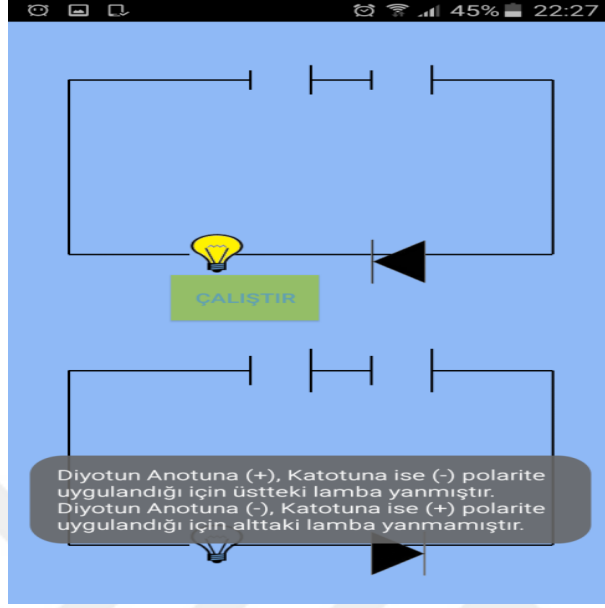 45% 22:27
ÇALIŞTIR
Diyotun Anotuna (+), Katotuna ise (-) polarite
uygulandığı için üstteki lamba yanmıştır.
Diyotun Anotuna (-), Katotuna ise (+) polarite
uygulandığı için alttaki lamba yanmamıştır.